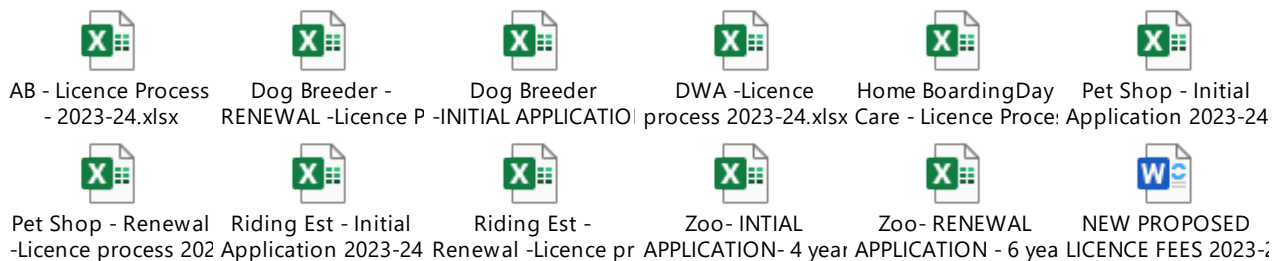 AB - Licence Process
- 2023-24.xlsx
Dog Breeder -
RENEWAL -Licence P
Dog Breeder
-INITIAL APPLICATIO
DWA -Licence
process 2023-24.xlsx
Home BoardingDay
Care - Licence Proces
Pet Shop - Initial
Application 2023-24
Pet Shop - Renewal
-Licence process 202
Riding Est - Initial
Application 2023-24
Riding Est -
Renewal -Licence pr
Zoo- INTIAL
APPLICATION- 4 year
Zoo- RENEWAL
APPLICATION - 6 yea
NEW PROPOSED
LICENCE FEES 2023-2